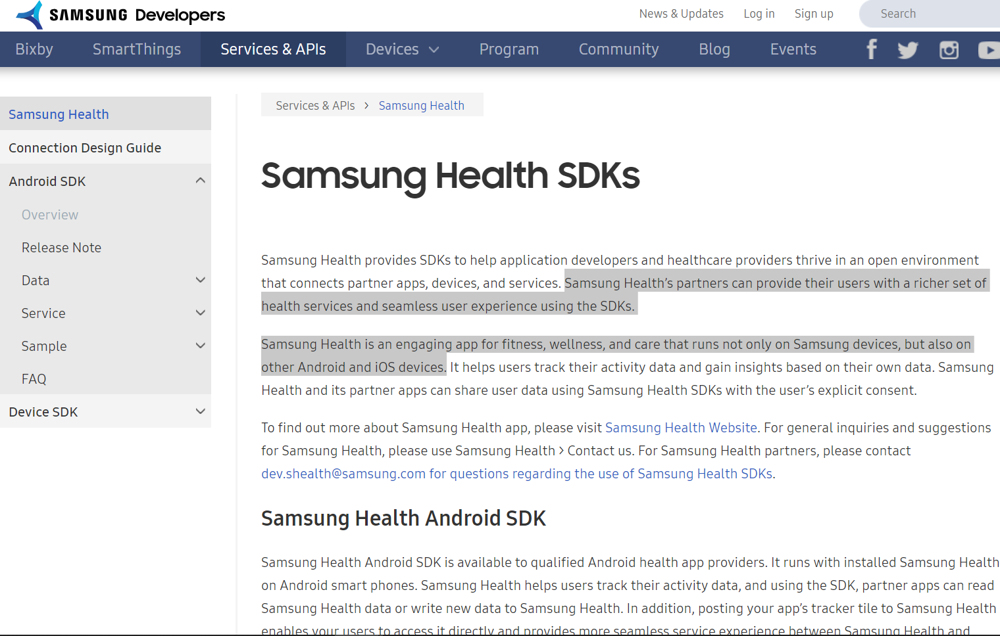 SAMSUNG Developers
News & Updates Log in Sign up Search
Bixby SmartThings Services & APIs Devices Program Community Blog Events
Samsung Health
Connection Design Guide
Android SDK
Overview
Release Note
Data
Service
Sample
FAQ
Device SDK
Services & APIs > Samsung Health
Samsung Health SDKs
Samsung Health provides SDKs to help application developers and healthcare providers thrive in an open environment
that connects partner apps, devices, and services. Samsung Health’s partners can provide their users with a richer set of
health services and seamless user experience using the SDKs.
Samsung Health is an engaging app for fitness, wellness, and care that runs not only on Samsung devices, but also on
other Android and iOS devices. It helps users track their activity data and gain insights based on their own data. Samsung
Health and its partner apps can share user data using Samsung Health SDKs with the user’s explicit consent.
To find out more about Samsung Health app, please visit Samsung Health Website. For general inquiries and suggestions
for Samsung Health, please use Samsung Health > Contact us. For Samsung Health partners, please contact
dev.shealth@samsung.com for questions regarding the use of Samsung Health SDKs.
Samsung Health Android SDK
Samsung Health Android SDK is available to qualified Android health app providers. It runs with installed Samsung Health
on Android smart phones. Samsung Health helps users track their activity data, and using the SDK, partner apps can read
Samsung Health data or write new data to Samsung Health. In addition, posting your app’s tracker tile to Samsung Health
enables your users to access it directly and provides more seamless service experience between Samsung Health and